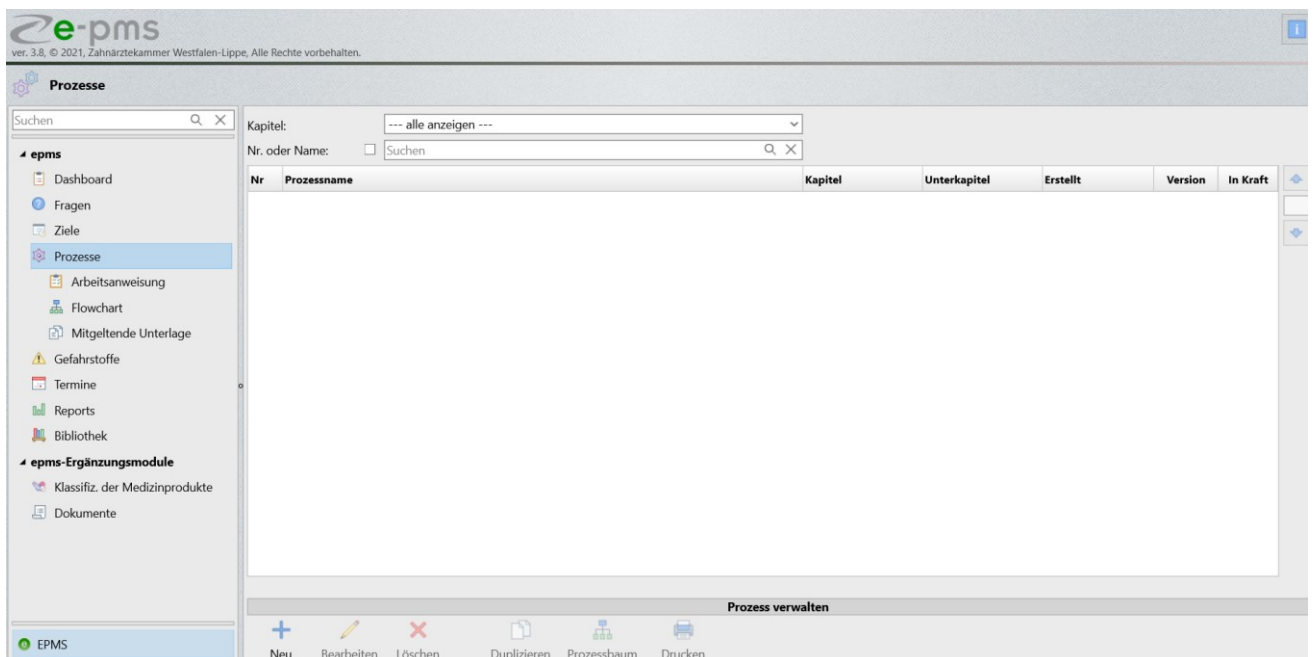 e-pms
ver. 3.8, © 2021, Zahnärztekammer Westfalen-Lippe, Alle Rechte vorbehalten.
i
Prozesse
Suchen
epms
Dashboard
Fragen
Ziele
Prozesse
Arbeitsanweisung
Flowchart
Mitgeltende Unterlage
Gefahrstoffe
Termine
Reports
Bibliothek
epms-Ergänzungsmodule
Klassifiz. der Medizinprodukte
Dokumente
EPMS
Kapitel: --- alle anzeigen ---
Nr. oder Name: Suchen
Nr Prozessname Kapitel Unterkapitel Erstellt Version In Kraft
Prozess verwalten
Neu Bearbeiten Löschen Duplizieren Prozessbaum Drucken